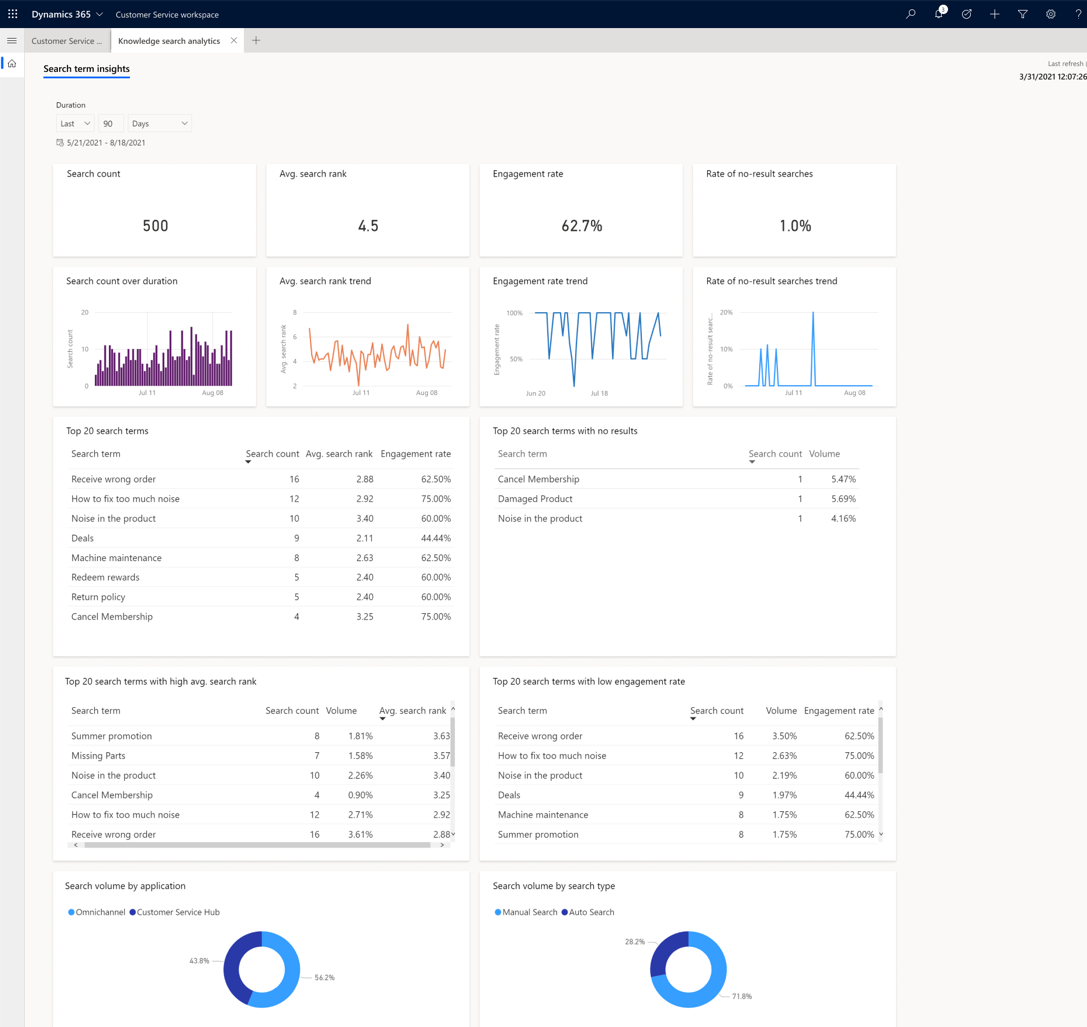 Dynamics 365 Customer Service workspace 3
Customer Service ... Knowledge search analytics
Search term insights
Last refresh
3/31/2021 12:07:26
Duration
Last 90 Days
5/21/2021 - 8/18/2021
Search count
500
Avg. search rank
4.5
Engagement rate
62.7%
Rate of no-result searches
1.0%
Search count over duration
Search count
20
10
0
Jul 11 Aug 08
Avg. search rank trend
Avg. search rank
8
6
4
2
Jul 11 Aug 08
Engagement rate trend
Engagement rate
100%
50%
Jun 20 Jul 18
Rate of no-result searches trend
Rate of no-result searc...
20%
10%
0%
Jul 11 Aug 08
Top 20 search terms
Search term Search count Avg. search rank Engagement rate
Receive wrong order 16 2.88 62.50%
How to fix too much noise 12 2.92 75.00%
Noise in the product 10 3.40 60.00%
Deals 9 2.11 44.44%
Machine maintenance 8 2.63 62.50%
Redeem rewards 5 2.40 60.00%
Return policy 5 2.40 60.00%
Cancel Membership 4 3.25 75.00%
Top 20 search terms with no results
Search term Search count Volume
Cancel Membership 1 5.47%
Damaged Product 1 5.69%
Noise in the product 1 4.16%
Top 20 search terms with high avg. search rank
Search term Search count Volume Avg. search rank
Summer promotion 8 1.81% 3.63
Missing Parts 7 1.58% 3.57
Noise in the product 10 2.26% 3.40
Cancel Membership 4 0.90% 3.25
How to fix too much noise 12 2.71% 2.92
Receive wrong order 16 3.61% 2.88
Top 20 search terms with low engagement rate
Search term Search count Volume Engagement rate
Receive wrong order 16 3.50% 62.50%
How to fix too much noise 12 2.63% 75.00%
Noise in the product 10 2.19% 60.00%
Deals 9 1.97% 44.44%
Machine maintenance 8 1.75% 62.50%
Summer promotion 8 1.75% 75.00%
Search volume by application
Omnichannel Customer Service Hub
43.8%
56.2%
Search volume by search type
Manual Search Auto Search
28.2%
71.8%